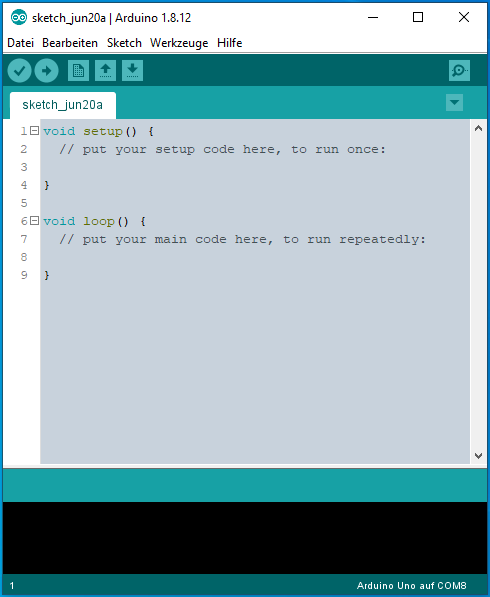 sketch_jun20a | Arduino 1.8.12
Datei Bearbeiten Sketch Werkzeuge Hilfe
sketch_jun20a
1 void setup() {
2   // put your setup code here, to run once:
3
4 }
5
6 void loop() {
7   // put your main code here, to run repeatedly:
8
9 }
1 Arduino Uno auf COM8